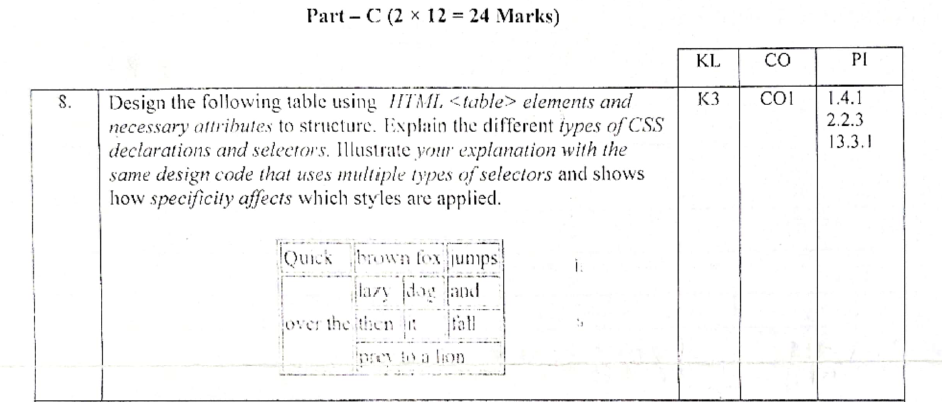 Part – C (2 × 12 = 24 Marks)
KL CO PI
8. Design the following table using HTML <table> elements and K3 CO1 1.4.1
necessary attributes to structure. Explain the different types of CSS 2.2.3
declarations and selectors. Illustrate your explanation with the 13.3.1
same design code that uses multiple types of selectors and shows
how specificity affects which styles are applied.
Quick brown fox jumps
lazy dog and
over the then it fall
prey to a lion